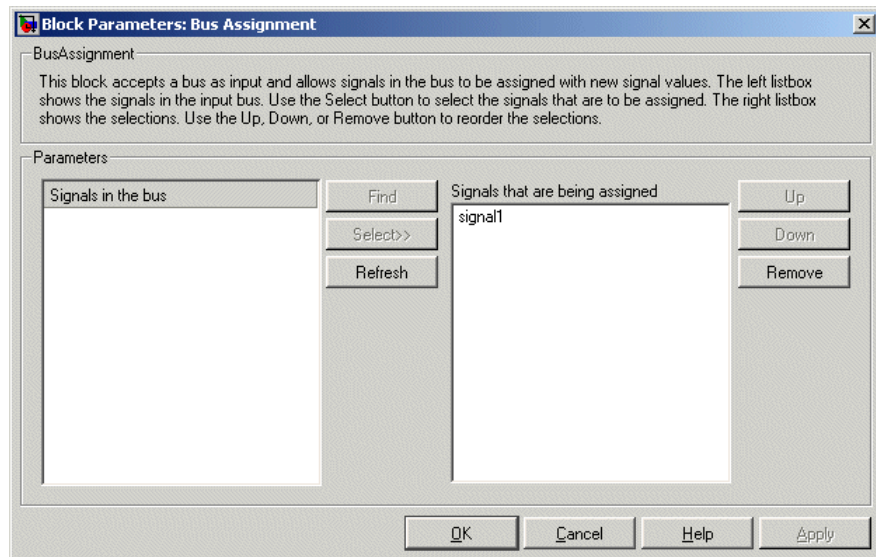 Block Parameters: Bus Assignment
BusAssignment
This block accepts a bus as input and allows signals in the bus to be assigned with new signal values. The left listbox
shows the signals in the input bus. Use the Select button to select the signals that are to be assigned. The right listbox
shows the selections. Use the Up, Down, or Remove button to reorder the selections.
Parameters
Signals in the bus
Find
Select>>
Refresh
Signals that are being assigned
signal1
Up
Down
Remove
OK
Cancel
Help
Apply